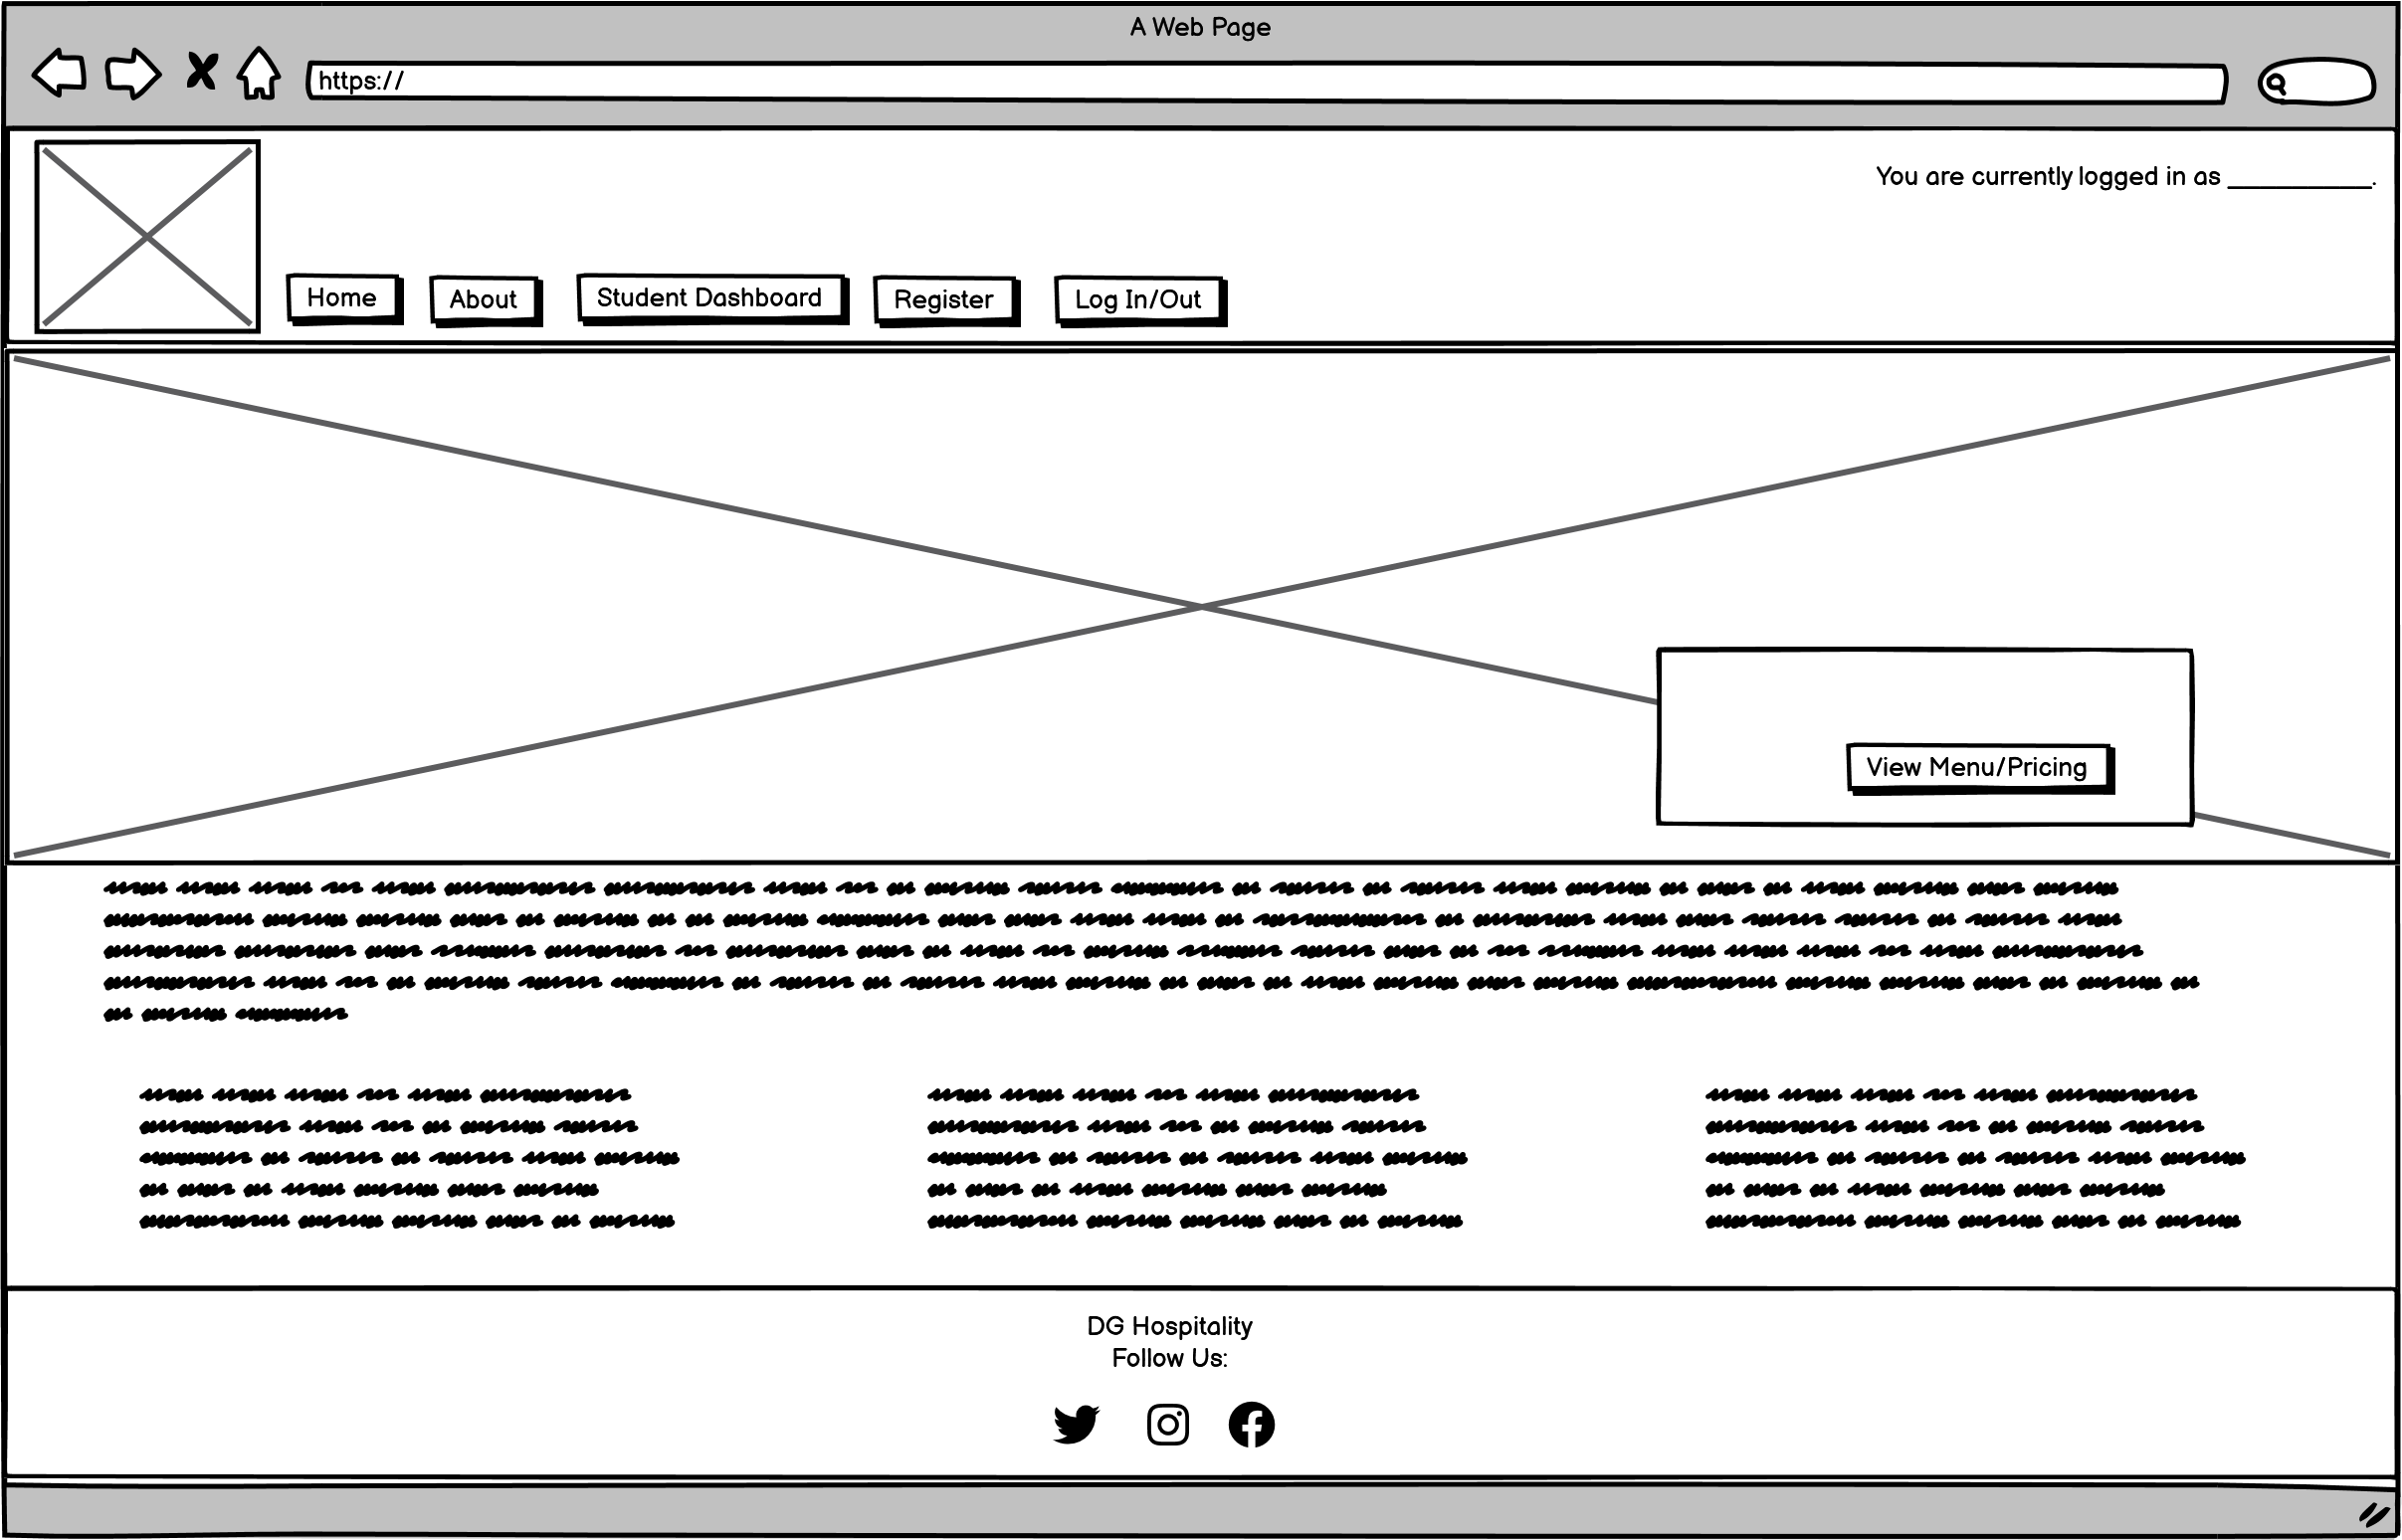 A Web Page
https://
You are currently logged in as __________.
Home
About
Student Dashboard
Register
Log In/Out
View Menu/Pricing
DG Hospitality
Follow Us: